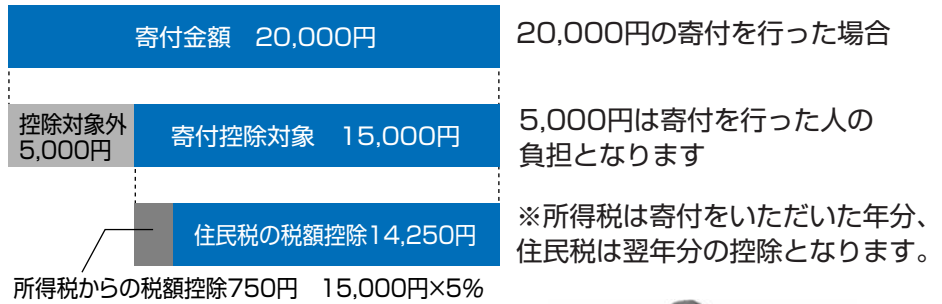 寄付金額　20,000円
20,000円の寄付を行った場合
控除対象外
5,000円
寄付控除対象　15,000円
5,000円は寄付を行った人の
負担となります
住民税の税額控除14,250円
※所得税は寄付をいただいた年分、
住民税は翌年分の控除となります。
所得税からの税額控除750円　15,000円×5%